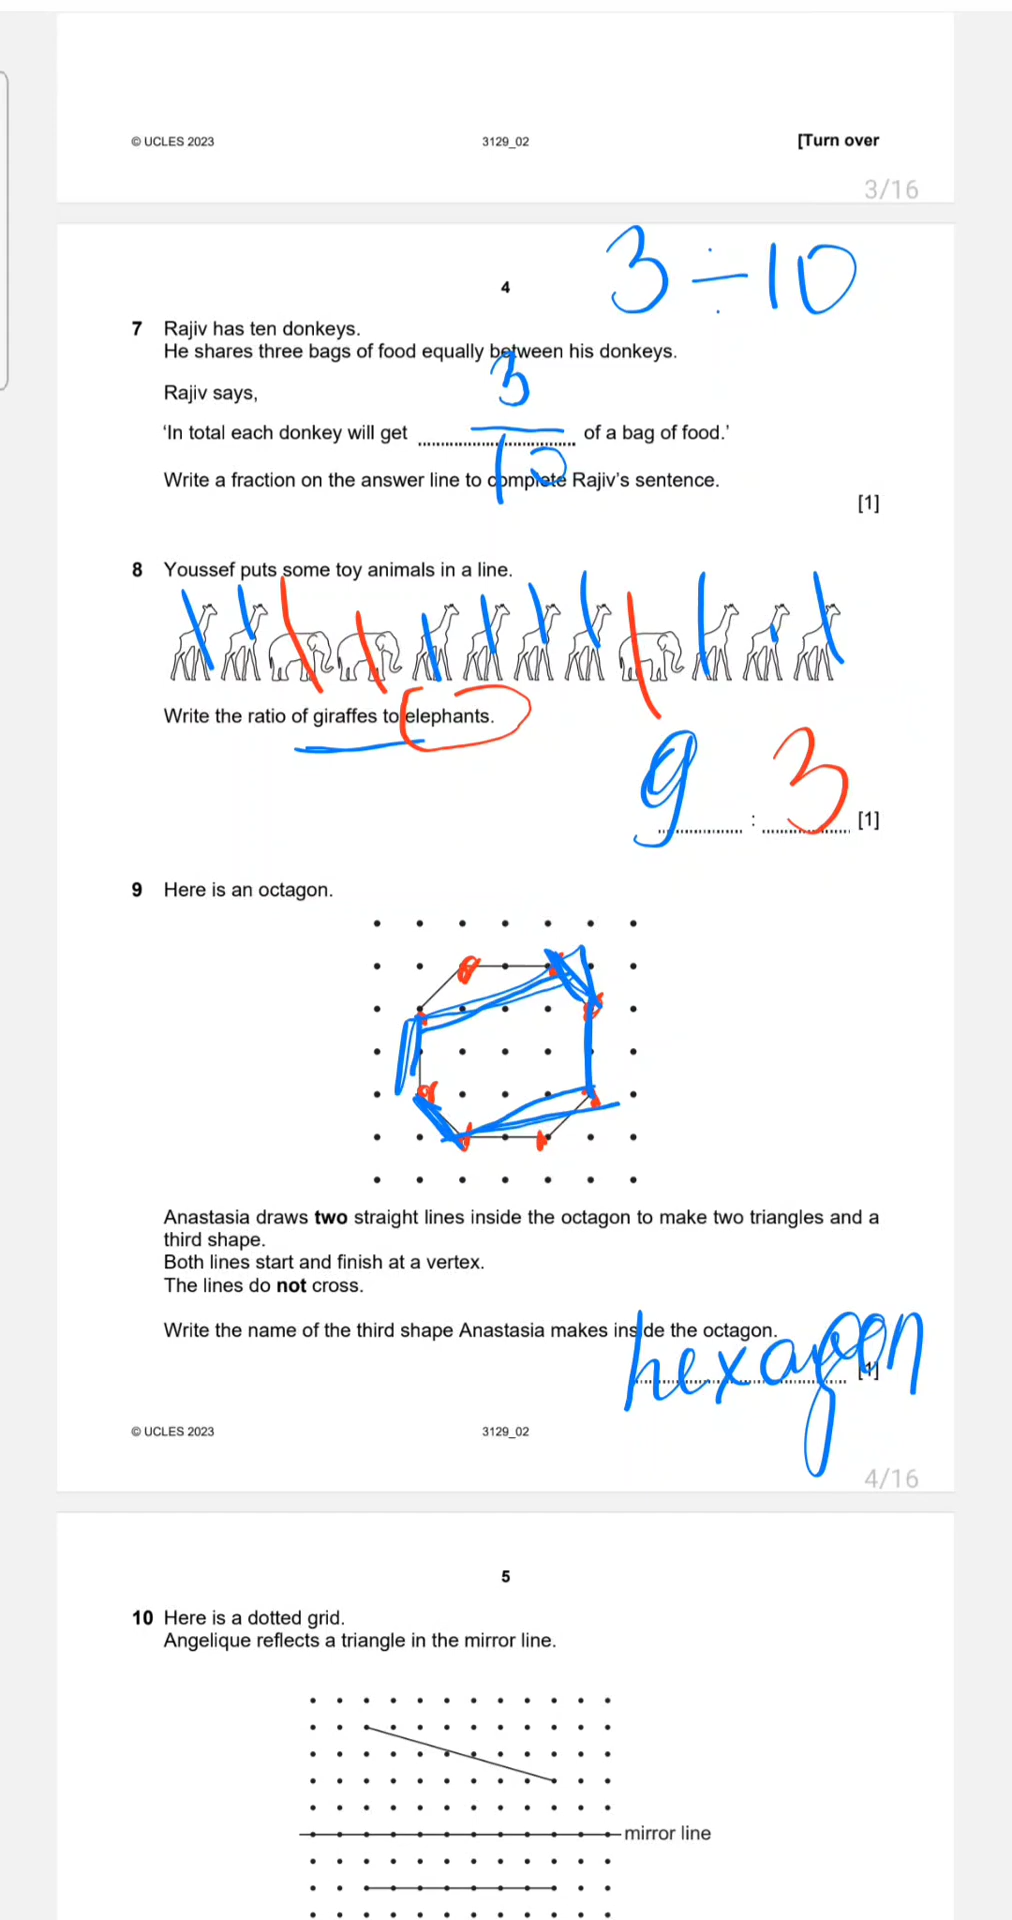 © UCLES 2023 3129_02 [Turn over
3/16
3 ÷ 10
4
7 Rajiv has ten donkeys.
He shares three bags of food equally between his donkeys.
Rajiv says,
3
'In total each donkey will get ........ of a bag of food.'
10
Write a fraction on the answer line to complete Rajiv's sentence.
[1]
8 Youssef puts some toy animals in a line.
Write the ratio of giraffes to elephants.
9 : 3 [1]
9 Here is an octagon.
Anastasia draws two straight lines inside the octagon to make two triangles and a
third shape.
Both lines start and finish at a vertex.
The lines do not cross.
Write the name of the third shape Anastasia makes inside the octagon.
hexagon [1]
© UCLES 2023 3129_02
4/16
5
10 Here is a dotted grid.
Angelique reflects a triangle in the mirror line.
mirror line